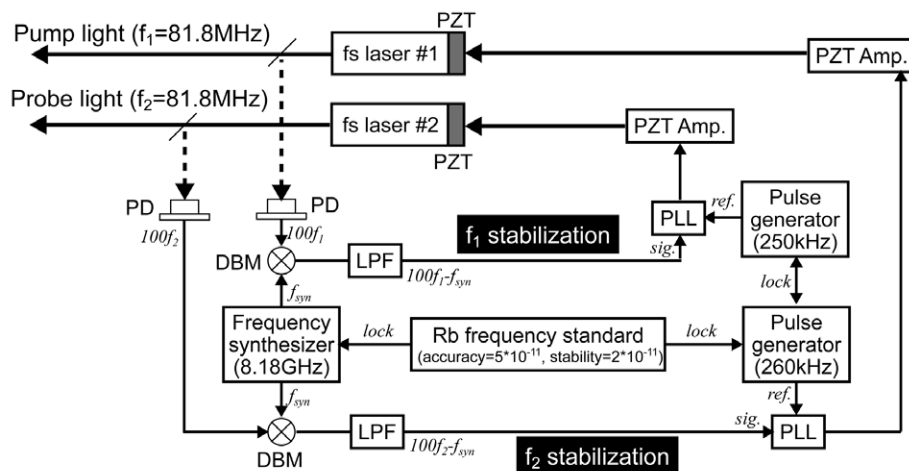 Pump light (f₁=81.8MHz)
PZT
fs laser #1
PZT Amp.
Probe light (f₂=81.8MHz)
fs laser #2
PZT
PZT Amp.
PD
PD
100f₂
100f₁
DBM
LPF
100f₁-fsyn
f₁ stabilization
sig.
PLL
ref.
Pulse
generator
(250kHz)
lock
fsyn
Frequency
synthesizer
(8.18GHz)
lock
Rb frequency standard
(accuracy=5*10⁻¹¹, stability=2*10⁻¹¹)
lock
Pulse
generator
(260kHz)
ref.
fsyn
DBM
LPF
100f₂-fsyn
f₂ stabilization
sig.
PLL